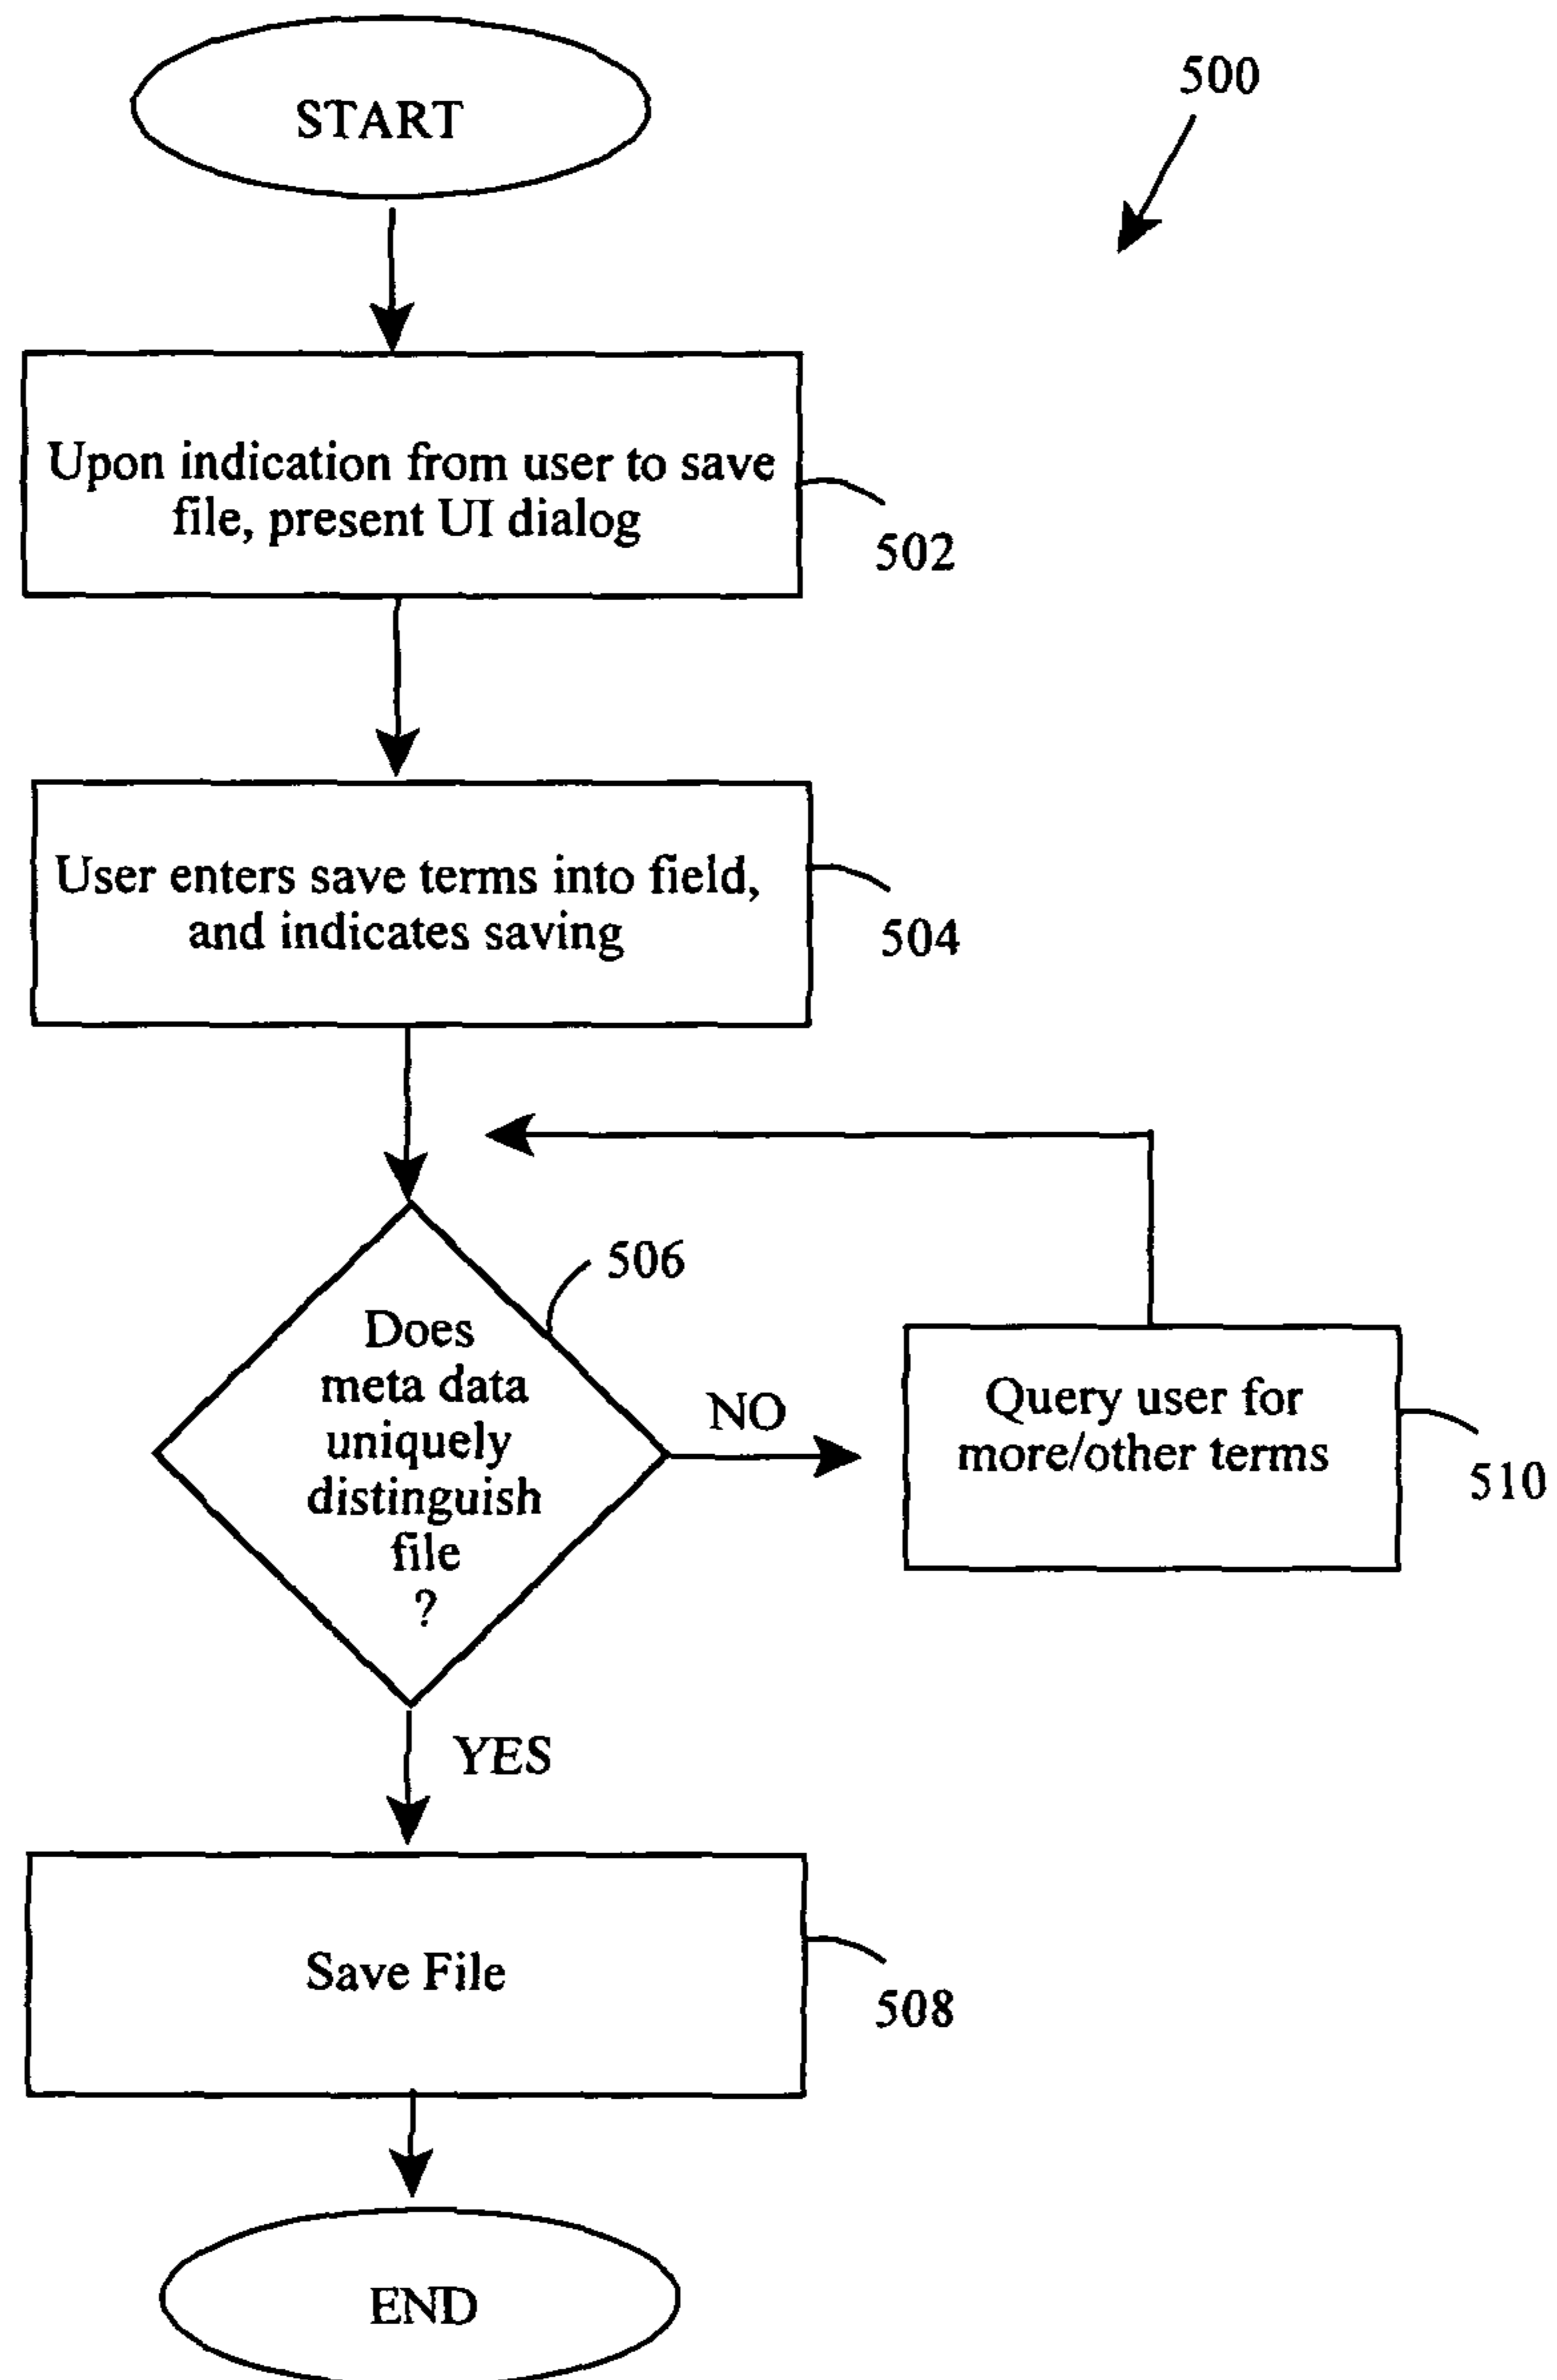 START
500
Upon indication from user to save
file, present UI dialog
502
User enters save terms into field,
and indicates saving
504
506
Does
meta data
uniquely
distinguish
file
?
NO
Query user for
more/other terms
510
YES
Save File
508
END